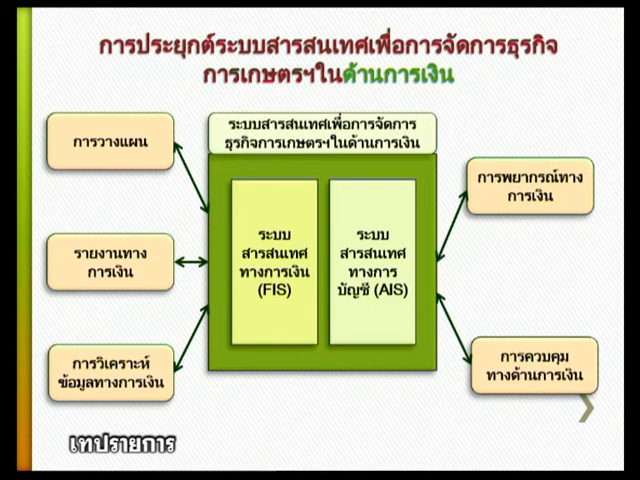 การประยุกต์ระบบสารสนเทศเพื่อการจัดการธุรกิจ
การเกษตรฯในด้านการเงิน
การวางแผน
รายงานทาง
การเงิน
การวิเคราะห์
ข้อมูลทางการเงิน
ระบบสารสนเทศเพื่อการจัดการ
ธุรกิจการเกษตรฯในด้านการเงิน
ระบบ
สารสนเทศ
ทางการเงิน
(FIS)
ระบบ
สารสนเทศ
ทางการ
บัญชี (AIS)
การพยากรณ์ทาง
การเงิน
การควบคุม
ทางด้านการเงิน
เทปรายการ